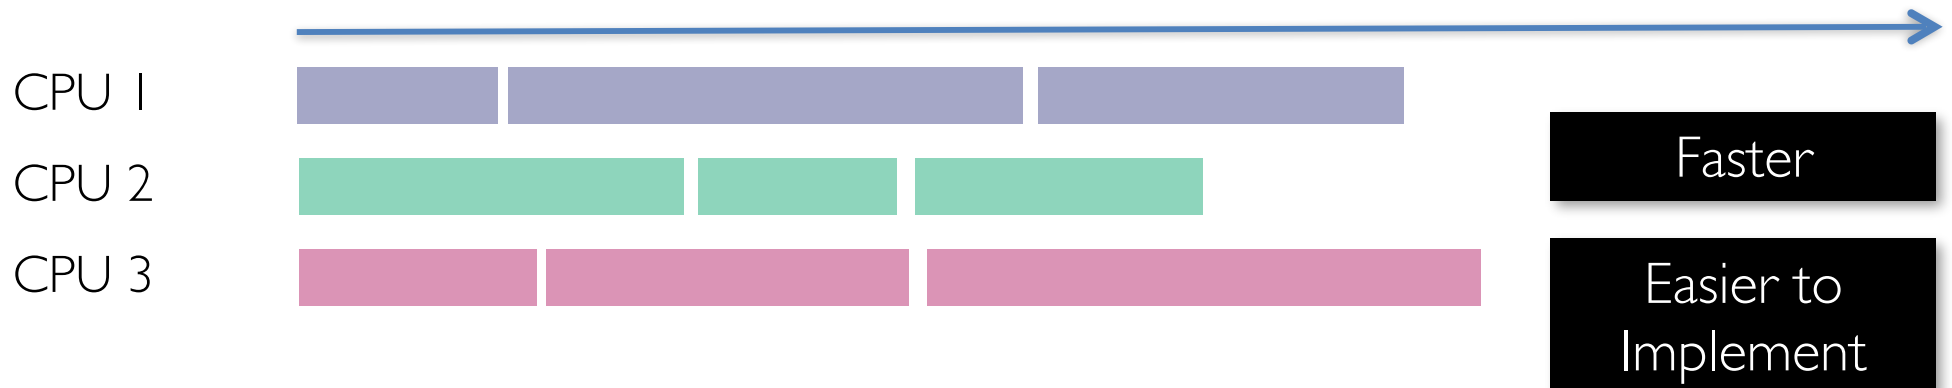 CPU 1
CPU 2
CPU 3
Faster
Easier to
Implement